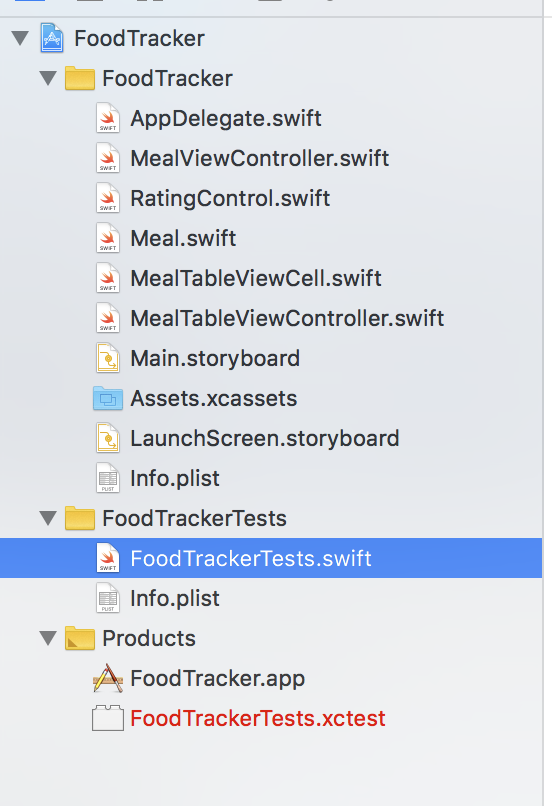 FoodTracker
FoodTracker
AppDelegate.swift
MealViewController.swift
RatingControl.swift
Meal.swift
MealTableViewCell.swift
MealTableViewController.swift
Main.storyboard
Assets.xcassets
LaunchScreen.storyboard
Info.plist
FoodTrackerTests
FoodTrackerTests.swift
Info.plist
Products
FoodTracker.app
FoodTrackerTests.xctest